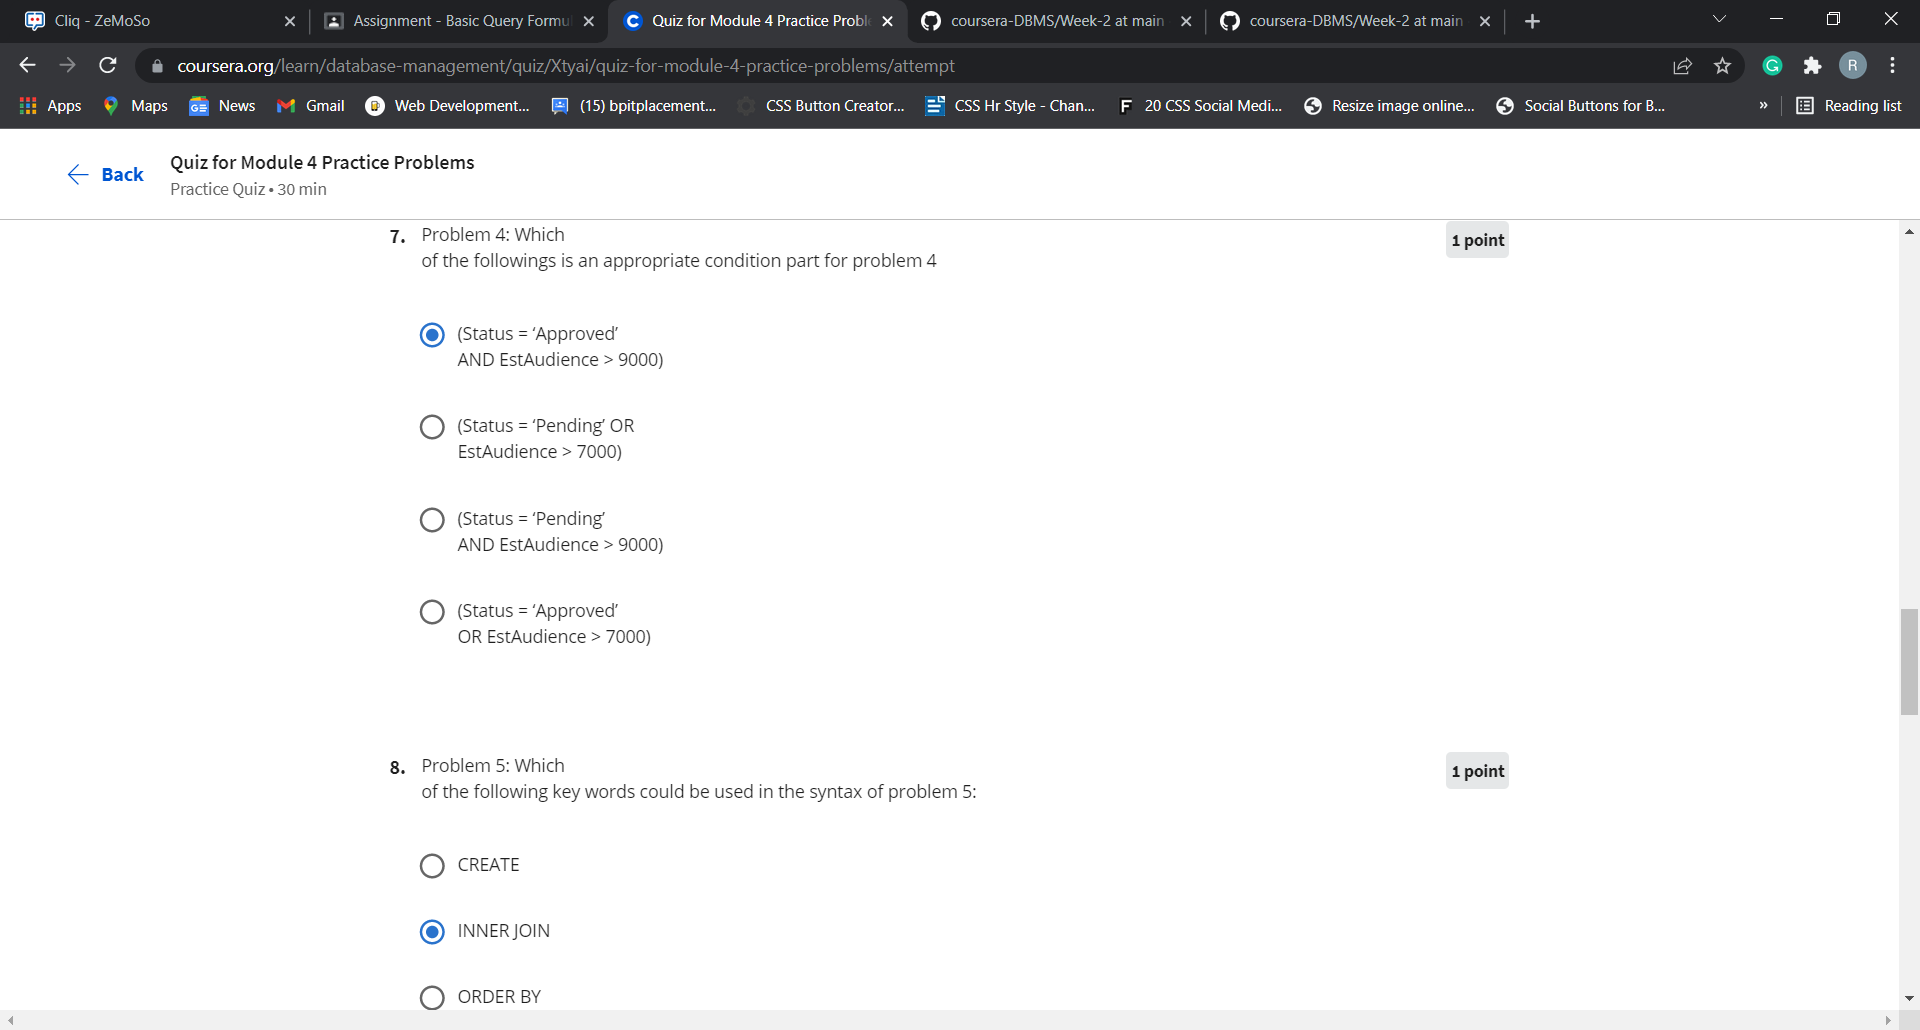 Cliq - ZeMoSo
Assignment - Basic Query Formul
Quiz for Module 4 Practice Proble
coursera-DBMS/Week-2 at main
coursera-DBMS/Week-2 at main
coursera.org/learn/database-management/quiz/Xtyai/quiz-for-module-4-practice-problems/attempt
G
R
Apps
Maps
News
Gmail
Web Development...
(15) bpitplacement...
CSS Button Creator...
CSS Hr Style - Chan...
F 20 CSS Social Medi...
Resize image online...
Social Buttons for B...
»
Reading list
Back
Quiz for Module 4 Practice Problems
Practice Quiz • 30 min
7. Problem 4: Which
of the followings is an appropriate condition part for problem 4
1 point
(Status = ‘Approved’
AND EstAudience > 9000)
(Status = ‘Pending’ OR
EstAudience > 7000)
(Status = ‘Pending’
AND EstAudience > 9000)
(Status = ‘Approved’
OR EstAudience > 7000)
8. Problem 5: Which
of the following key words could be used in the syntax of problem 5:
1 point
CREATE
INNER JOIN
ORDER BY